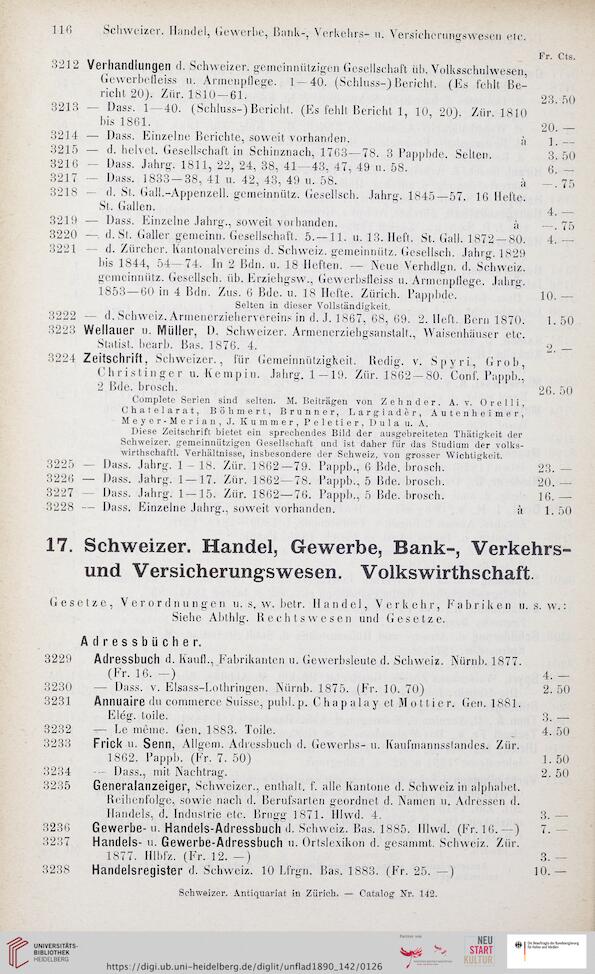 116 Schweizer. Handel, Gewerbe, Bank-, Verkehrs- u. Versicherungswesen etc.
Fr. Cts.
3212 Verhandlungen d. Schweizer. gemeinnützigen Gesellschaft üb. Volksschulwesen,
Gewerbefleiss u. Armenpflege. 1—40. (Schluss-) Bericht. (Es fehlt Be-
richt 20). Zür. 1810—61. 23. 50
3213 — Dass. 1—40. (Schluss-) Bericht. (Es fehlt Bericht 1, 10, 20). Zür. 1810
bis 1861. 20. —
3214 — Dass. Einzelne Berichte, soweit vorhanden. à 1. —
3215 — d. helvet. Gesellschaft in Schinznach, 1763—78. 3 Pappbde. Selten. 3. 50
3216 — Dass. Jahrg. 1811, 22, 24, 38, 41—43, 47, 49 u. 58. 6. —
3217 — Dass. 1833—38, 41 u. 42, 43, 49 u. 58. à —. 75
3218 — d. St. Gall.-Appenzell. gemeinnütz. Gesellsch. Jahrg. 1845—57. 16 Hefte.
St. Gallen. 4. —
3219 — Dass. Einzelne Jahrg., soweit vorhanden. à —. 75
3220 — d. St. Galler gemeinn. Gesellschaft. 5.—11. u. 13. Heft. St. Gall. 1872—80. 4. —
3221 — d. Zürcher. Kantonalvereins d. Schweiz. gemeinnütz. Gesellsch. Jahrg. 1829
bis 1844, 54—74. In 2 Bdn. u. 18 Heften. — Neue Verhdlgn. d. Schweiz.
gemeinnütz. Gesellsch. üb. Erziehgsw., Gewerbsfleiss u. Armenpflege. Jahrg.
1853—60 in 4 Bdn. Zus. 6 Bde. u. 18 Hefte. Zürich. Pappbde. 10. —
Selten in dieser Vollständigkeit.
3222 — d. Schweiz. Armenerziehervereins in d. J. 1867, 68, 69. 2. Heft. Bern 1870. 1. 50
3223 Wellauer u. Müller, D. Schweizer. Armenerziehgsanstalt., Waisenhäuser etc.
Statist. bearb. Bas. 1876. 4. 2. —
3224 Zeitschrift, Schweizer., für Gemeinnützigkeit. Redig. v. Spyri, Grob,
Christinger u. Kempin. Jahrg. 1—19. Zür. 1862—80. Conf. Pappb.,
2 Bde. brosch. 26. 50
Complete Serien sind selten. M. Beiträgen von Zehnder. A. v. Orelli,
Chatelarat, Böhmert, Brunner, Largiadèr, Autenheimer,
Meyer-Merian, J. Kummer, Peletier, Dula u. A.
Diese Zeitschrift bietet ein sprechendes Bild der ausgebreiteten Thätigkeit der
Schweizer. gemeinnützigen Gesellschaft und ist daher für das Studium der volks-
wirthschaftl. Verhältnisse, insbesondere der Schweiz, von grosser Wichtigkeit.
3225 — Dass. Jahrg. 1-18. Zür. 1862—79. Pappb., 6 Bde. brosch. 23. —
3226 — Dass. Jahrg. 1—17. Zür. 1862—78. Pappb., 5 Bde. brosch. 20. —
3227 — Dass. Jahrg. 1—15. Zür. 1862—76. Pappb., 5 Bde. brosch. 16. —
3228 — Dass. Einzelne Jahrg., soweit vorhanden. à 1. 50
17. Schweizer. Handel, Gewerbe, Bank-, Verkehrs-
und Versicherungswesen. Volkswirthschaft.
Gesetze, Verordnungen u. s. w. betr. Handel, Verkehr, Fabriken u. s. w.:
Siehe Abthlg. Rechtswesen und Gesetze.
Adressbücher.
3229 Adressbuch d. Kaufl., Fabrikanten u. Gewerbsleute d. Schweiz. Nürnb. 1877.
(Fr. 16. —) 4. —
3230 — Dass. v. Elsass-Lothringen. Nürnb. 1875. (Fr. 10. 70) 2. 50
3231 Annuaire du commerce Suisse, publ. p. Chapalay et Mottier. Gen. 1881.
Elég. toile. 3. —
3232 — Le même. Gen. 1883. Toile. 4. 50
3233 Frick u. Senn, Allgem. Adressbuch d. Gewerbs- u. Kaufmannsstandes. Zür.
1862. Pappb. (Fr. 7. 50) 1. 50
3234 — Dass., mit Nachtrag. 2. 50
3235 Generalanzeiger, Schweizer., enthalt. f. alle Kantone d. Schweiz in alphabet.
Reihenfolge, sowie nach d. Berufsarten geordnet d. Namen u. Adressen d.
Handels, d. Industrie etc. Brugg 1871. Hlwd. 4. 3. —
3236 Gewerbe- u. Handels-Adressbuch d. Schweiz. Bas. 1885. Hlwd. (Fr. 16. —) 7. —
3237 Handels- u. Gewerbe-Adressbuch u. Ortslexikon d. gesammt. Schweiz. Zür.
1877. Hlbfz. (Fr. 12. —) 3. —
3238 Handelsregister d. Schweiz. 10 Lfrgn. Bas. 1883. (Fr. 25. —) 10. —
Schweizer. Antiquariat in Zürich. — Catalog Nr. 142.
UNIVERSITÄTS-
BIBLIOTHEK
HEIDELBERG
https://digi.ub.uni-heidelberg.de/diglit/unflad1890_142/0126
NEU
START
KULTUR